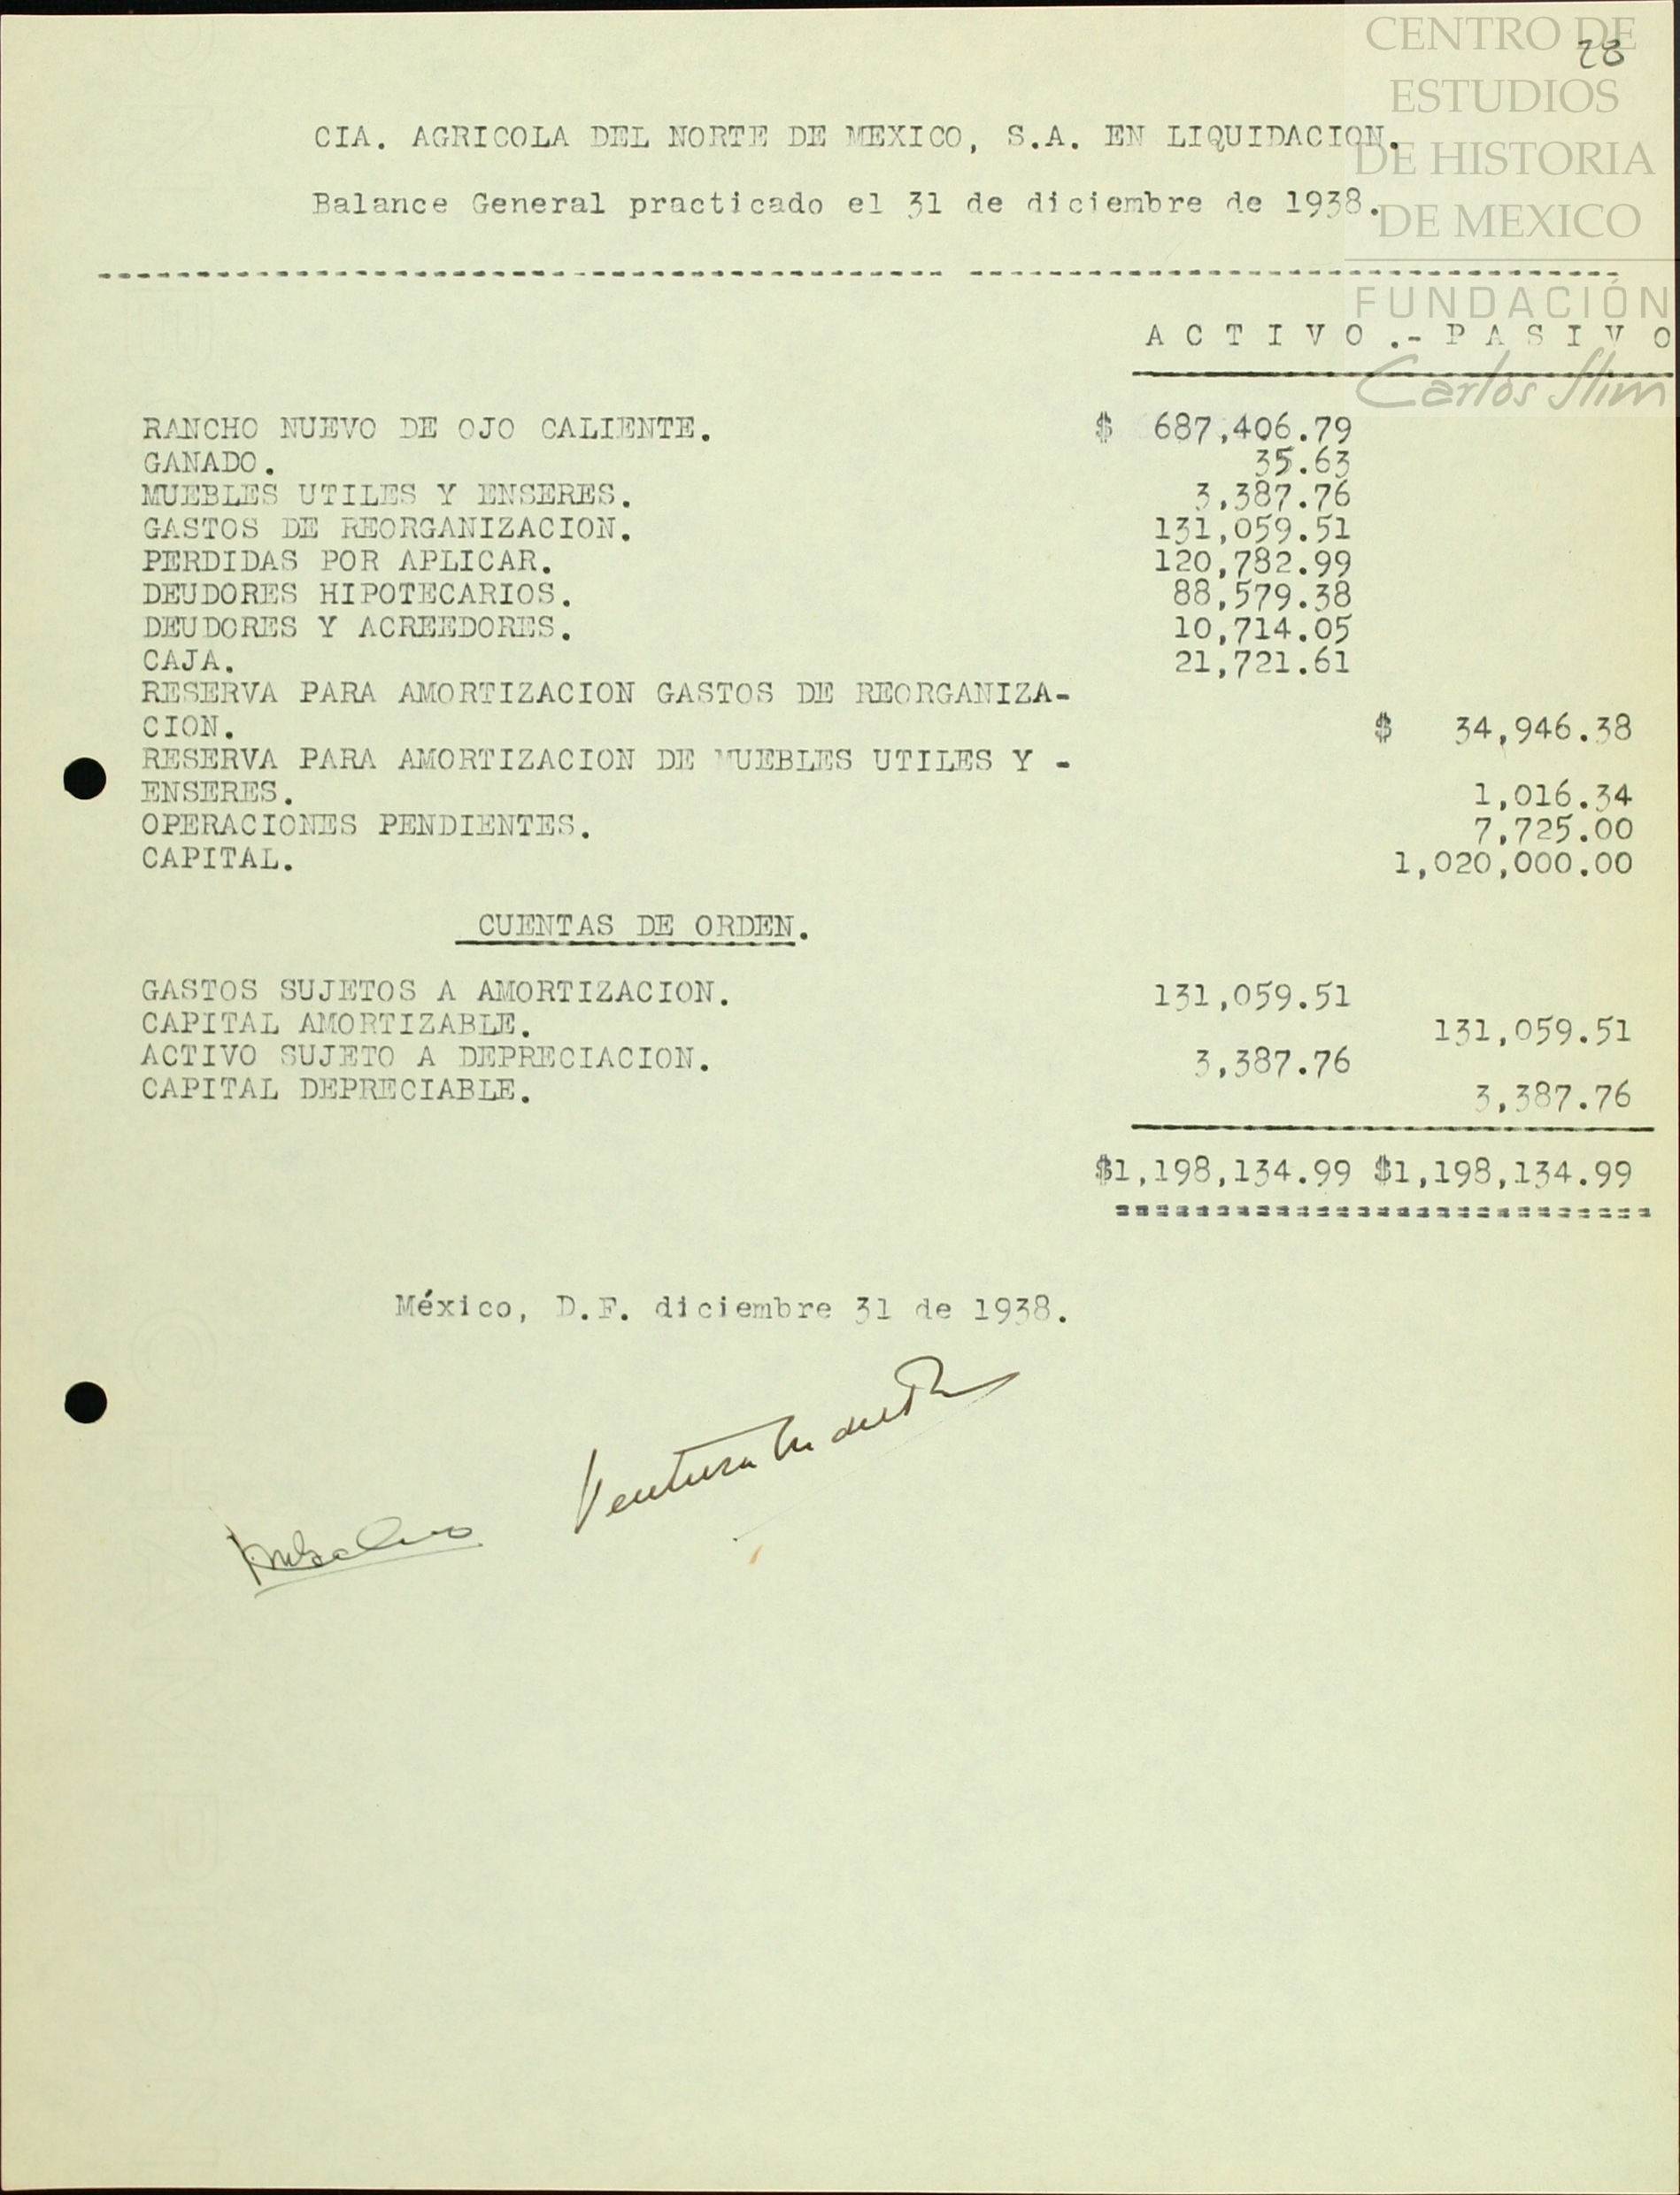 CENTRO DE
28
ESTUDIOS
DE HISTORIA
DE MEXICO
FUNDACIÓN
Carlos Slim
CIA. AGRICOLA DEL NORTE DE MEXICO, S.A. EN LIQUIDACION.
Balance General practicado el 31 de diciembre de 1938.
A C T I V O .- P A S I V O
RANCHO NUEVO DE OJO CALIENTE. $ 687,406.79
GANADO. 35.63
MUEBLES UTILES Y ENSERES. 3,387.76
GASTOS DE REORGANIZACION. 131,059.51
PERDIDAS POR APLICAR. 120,782.99
DEUDORES HIPOTECARIOS. 88,579.38
DEUDORES Y ACREEDORES. 10,714.05
CAJA. 21,721.61
RESERVA PARA AMORTIZACION GASTOS DE REORGANIZA-
CION. $ 34,946.38
RESERVA PARA AMORTIZACION DE MUEBLES UTILES Y -
ENSERES. 1,016.34
OPERACIONES PENDIENTES. 7,725.00
CAPITAL. 1,020,000.00
CUENTAS DE ORDEN.
GASTOS SUJETOS A AMORTIZACION. 131,059.51
CAPITAL AMORTIZABLE. 131,059.51
ACTIVO SUJETO A DEPRECIACION. 3,387.76
CAPITAL DEPRECIABLE. 3,387.76
$1,198,134.99 $1,198,134.99
México, D.F. diciembre 31 de 1938.
Ventura